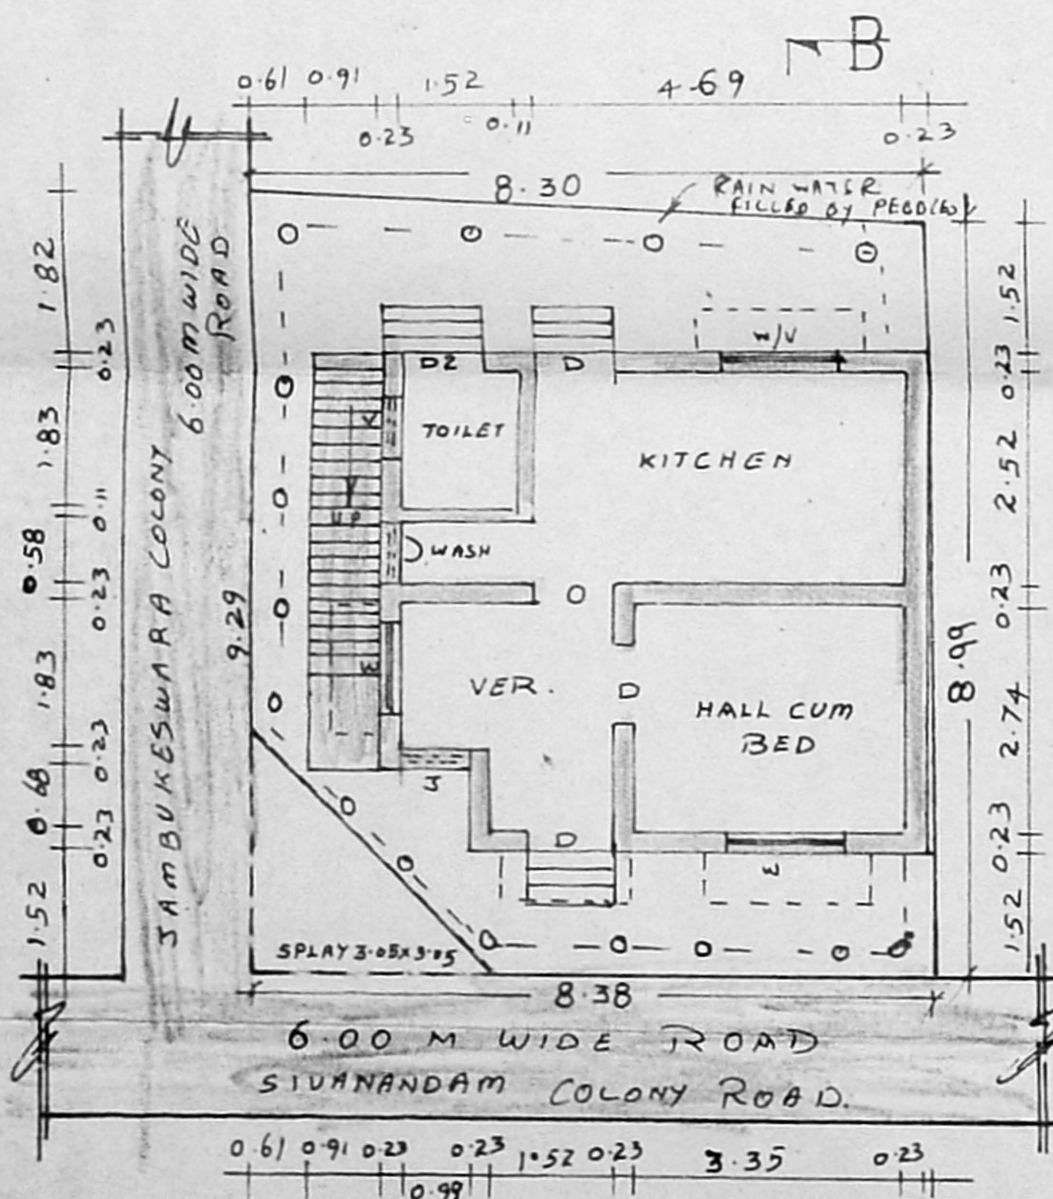 B
0.61 0.91 1.52 4.69
0.23 0.11 0.23
8.30
RAIN WATER
FILLED BY PEBBLES
6.00M WIDE
ROAD
JAMBUKESWARA COLONY
1.82
0.23
1.83
0.11
0.58
0.23
1.83
0.23
0.68
0.23
1.52
9.29
D2 D W/V
TOILET
KITCHEN
UP
WASH
W
VER.
D
HALL CUM
BED
W
D
W
1.52
0.23
2.52
0.23
2.74
0.23
1.52
8.99
SPLAY 3.05x3.05
8.38
6.00 M WIDE ROAD
SIVANANDAM COLONY ROAD.
0.61 0.91 0.23 0.23 1.52 0.23 3.35 0.23
0.99